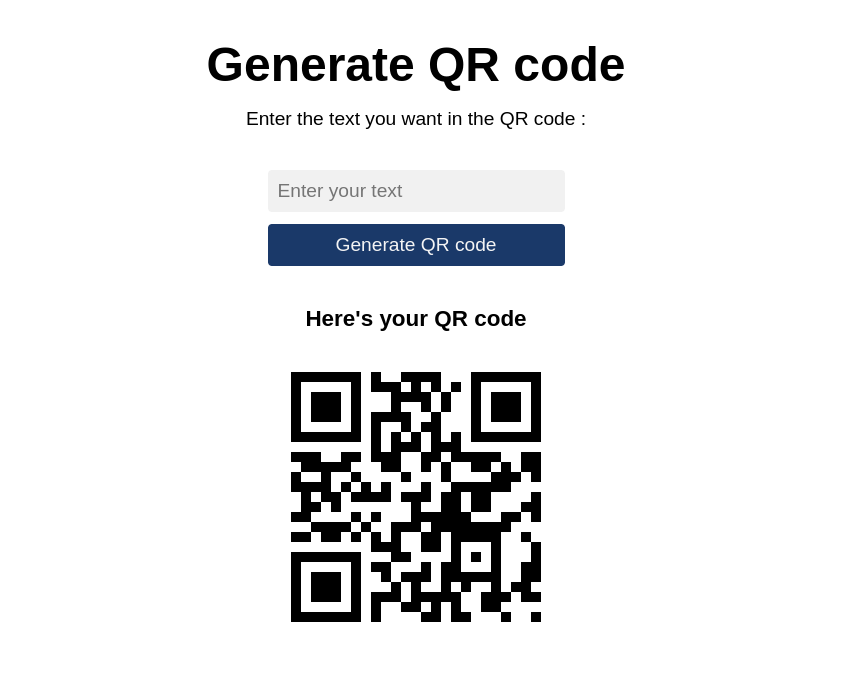 Generate QR code
Enter the text you want in the QR code :
Enter your text
Generate QR code
Here's your QR code